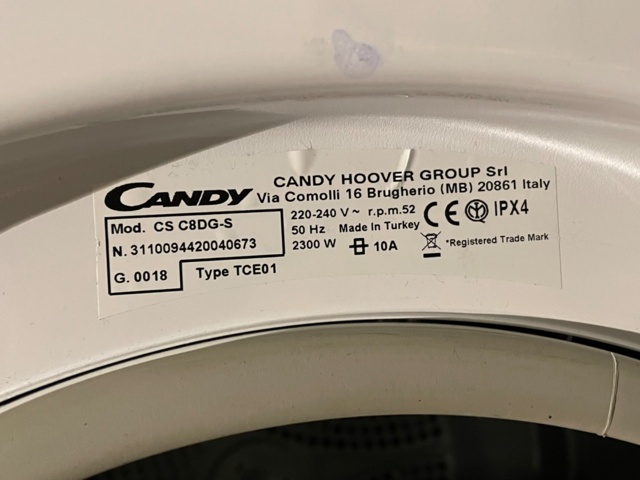 CANDY
CANDY HOOVER GROUP Srl
Via Comolli 16 Brugherio (MB) 20861 Italy
Mod. CS C8DG-S
N. 3110094420040673
G. 0018
Type TCE01
220-240 V ~ r.p.m.52
50 Hz Made In Turkey
2300 W 10A
CE IPX4
*Registered Trade Mark